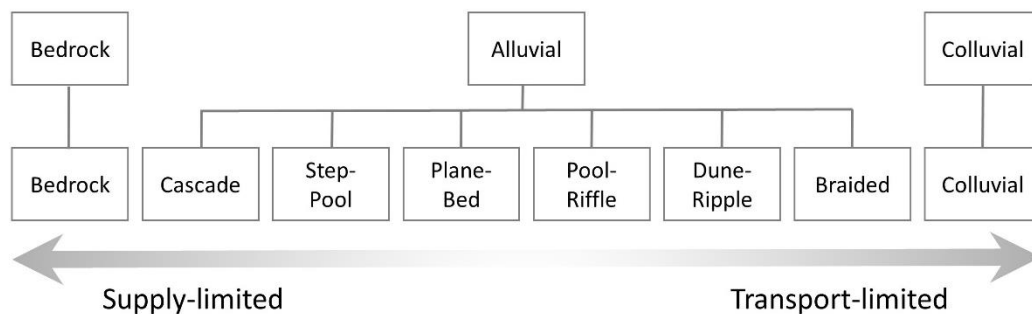 Bedrock
Alluvial
Colluvial
Bedrock
Cascade
Step-
Pool
Plane-
Bed
Pool-
Riffle
Dune-
Ripple
Braided
Colluvial
Supply-limited
Transport-limited